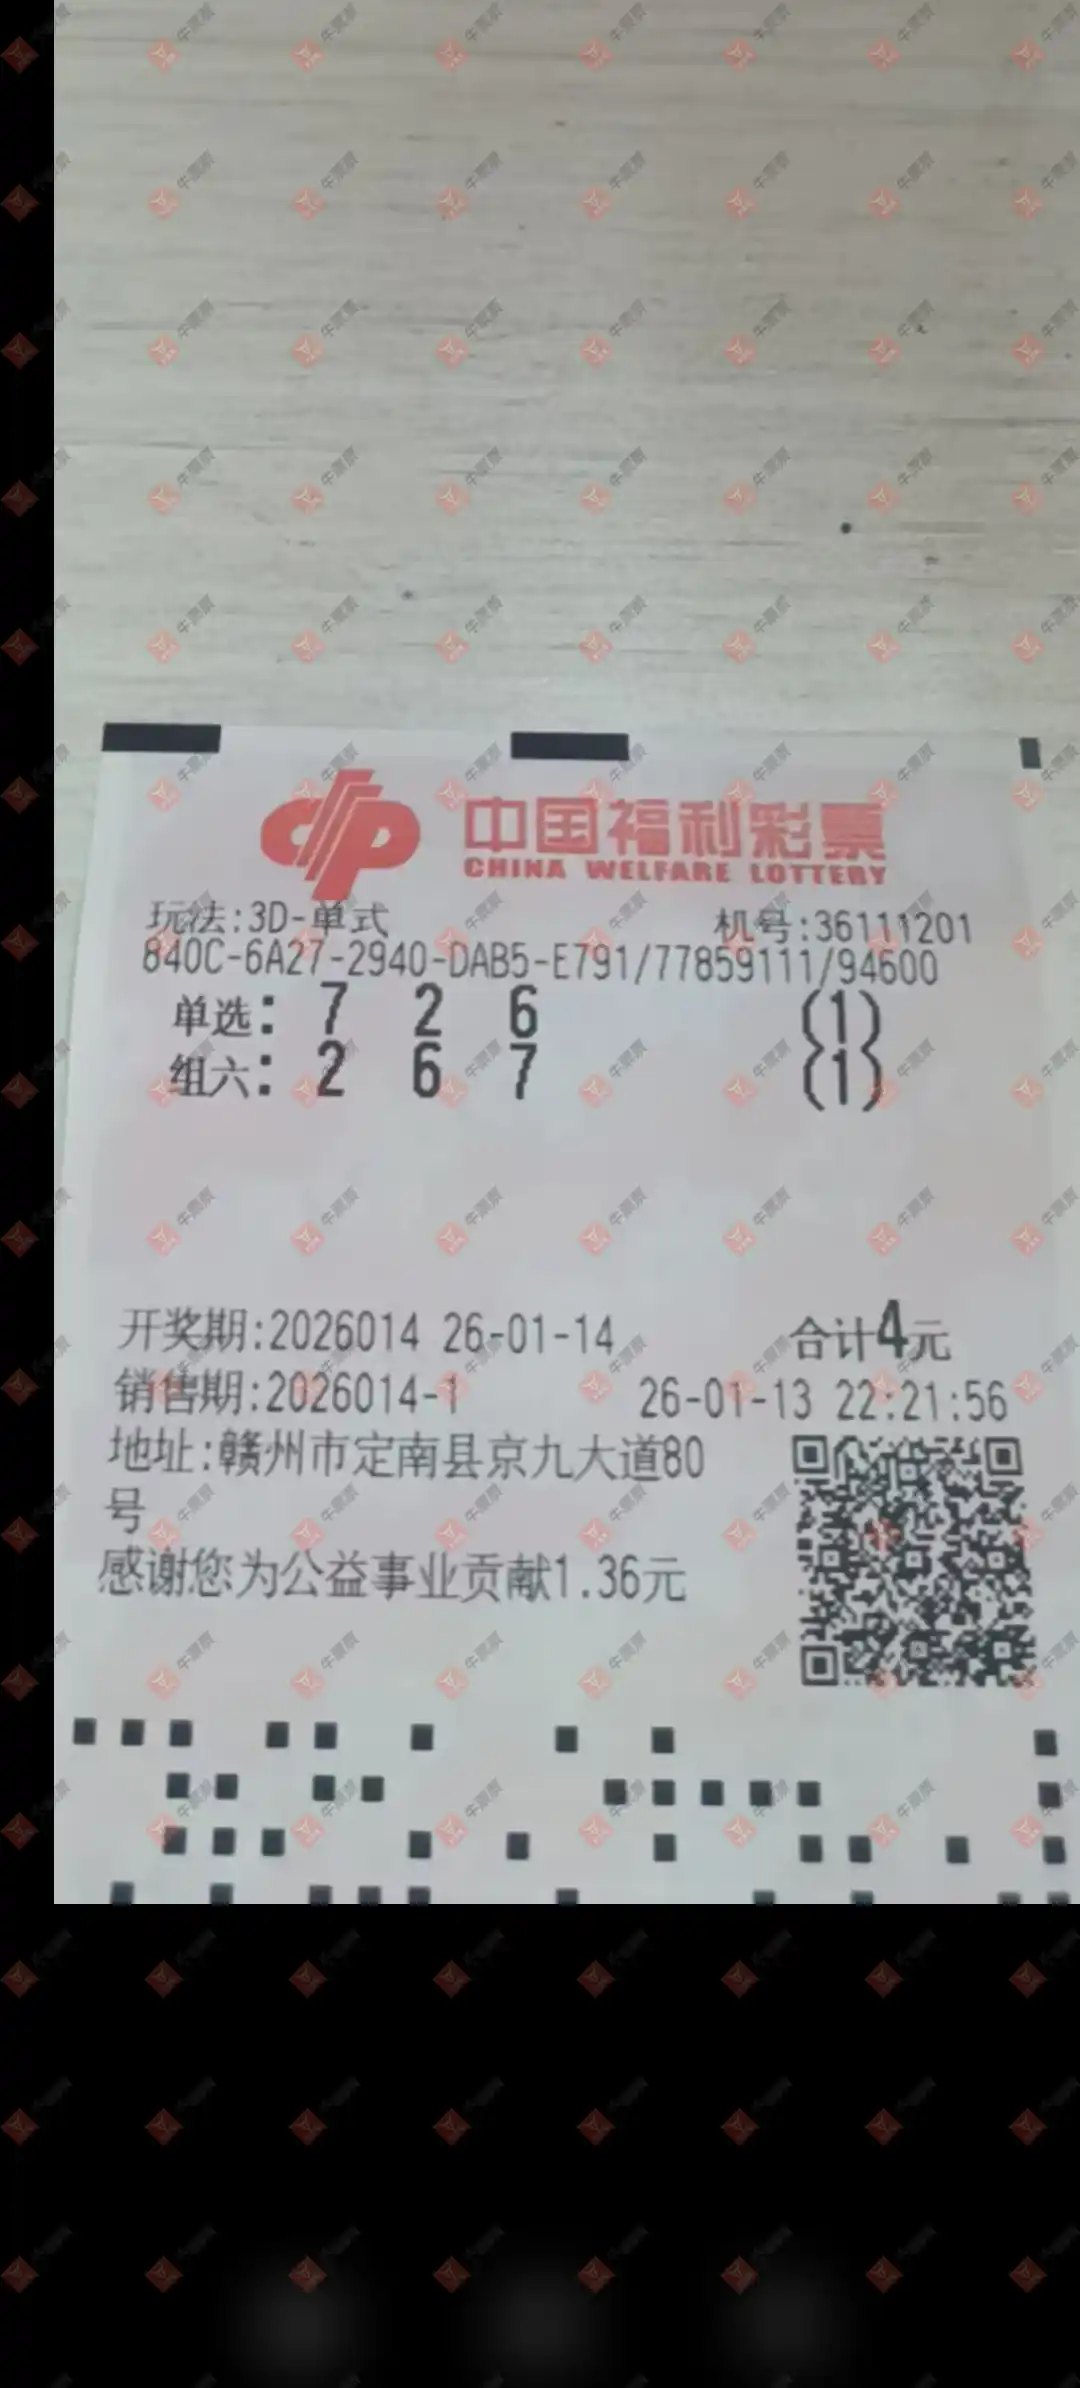 中国福利彩票
CHINA WELFARE LOTTERY
玩法:3D-单式 机号:36111201
840C-6A27-2940-DAB5-E791/77859111/94600
单选: 7 2 6 (1)
组六: 2 6 7 (1)
开奖期:2026014 26-01-14 合计4元
销售期:2026014-1 26-01-13 22:21:56
地址:赣州市定南县京九大道80
号
感谢您为公益事业贡献1.36元